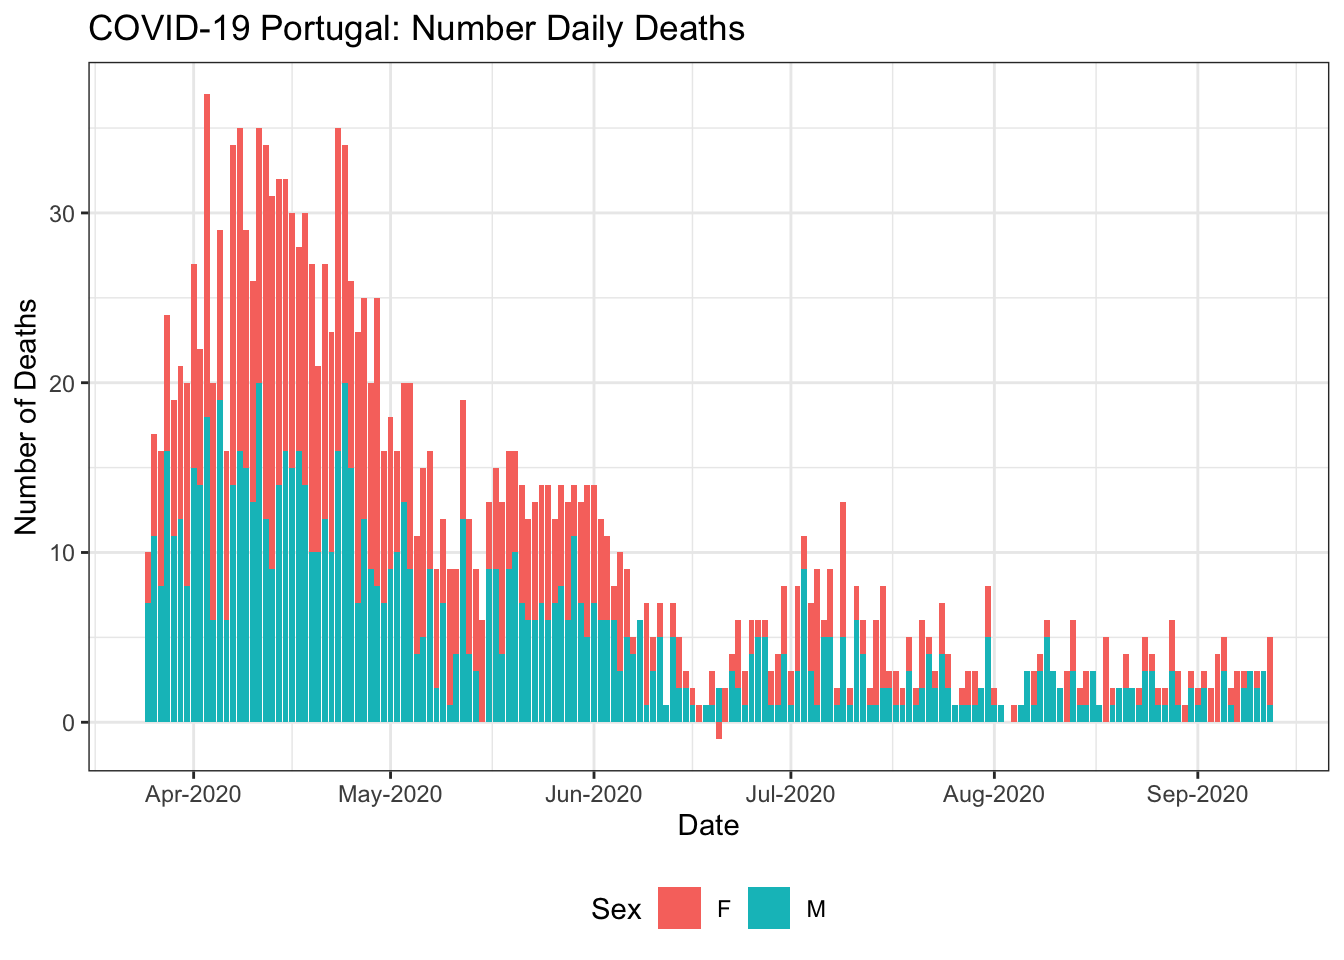 COVID-19 Portugal: Number Daily Deaths
Number of Deaths
30
20
10
0
Apr-2020 May-2020 Jun-2020 Jul-2020 Aug-2020 Sep-2020
Date
Sex F M